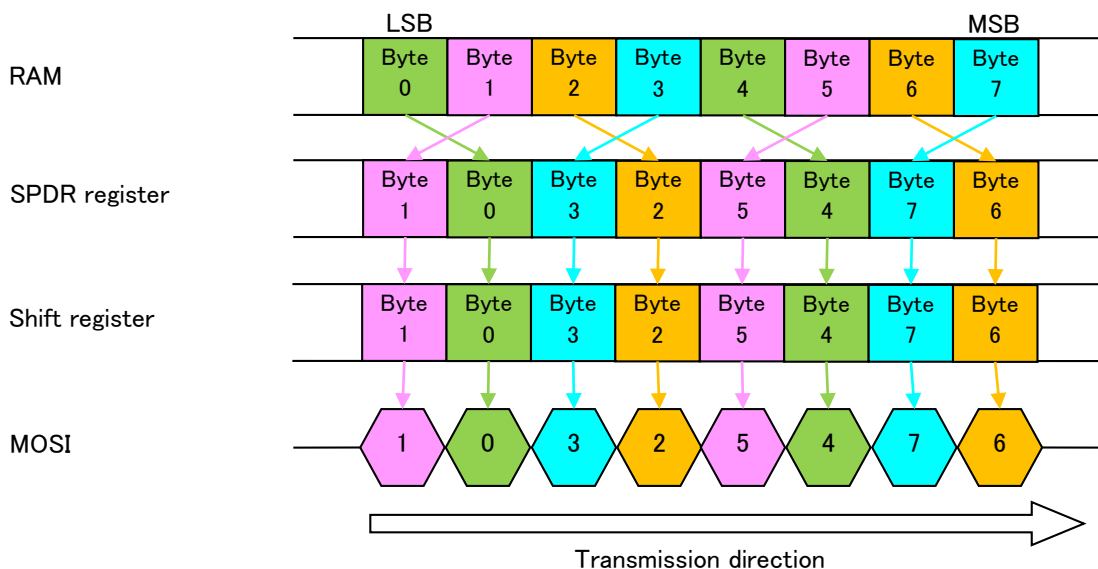 LSB MSB
RAM
Byte Byte Byte Byte Byte Byte Byte Byte
0 1 2 3 4 5 6 7
SPDR register
Byte Byte Byte Byte Byte Byte Byte Byte
1 0 3 2 5 4 7 6
Shift register
Byte Byte Byte Byte Byte Byte Byte Byte
1 0 3 2 5 4 7 6
MOSI
1 0 3 2 5 4 7 6
Transmission direction